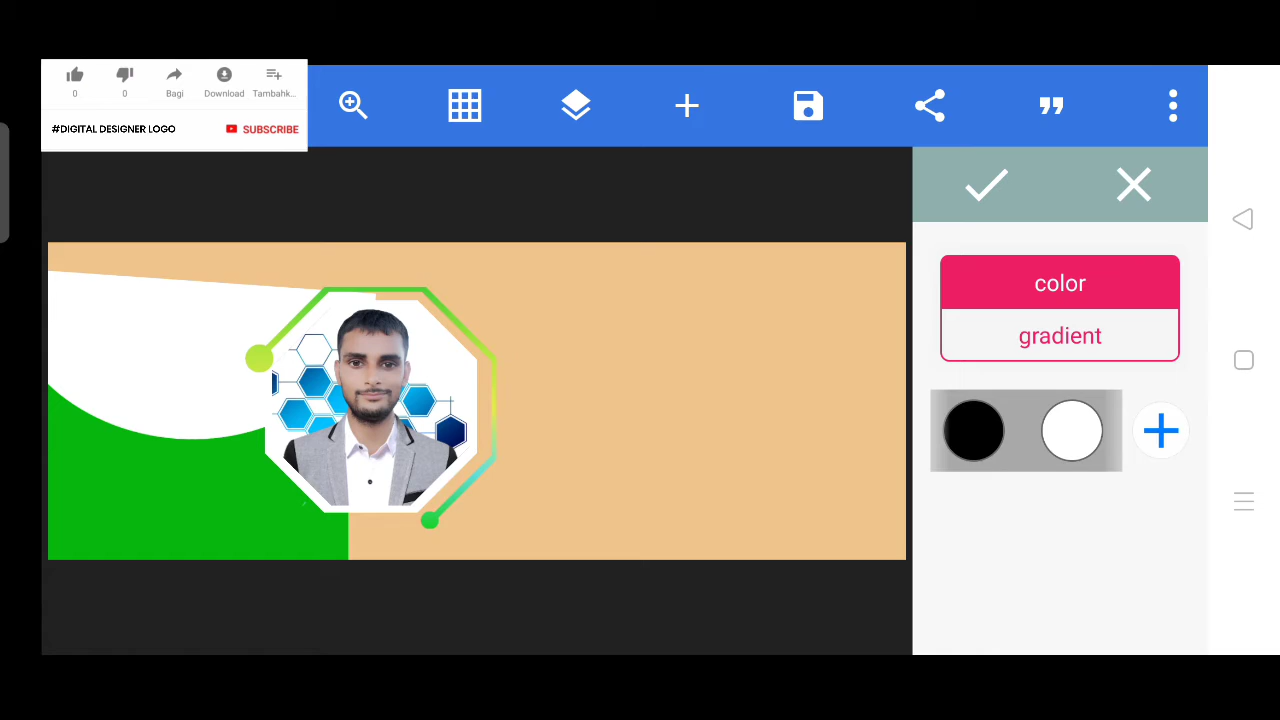 0
0
Bagi
Download
Tambahk...
#DIGITAL DESIGNER LOGO
SUBSCRIBE
color
gradient